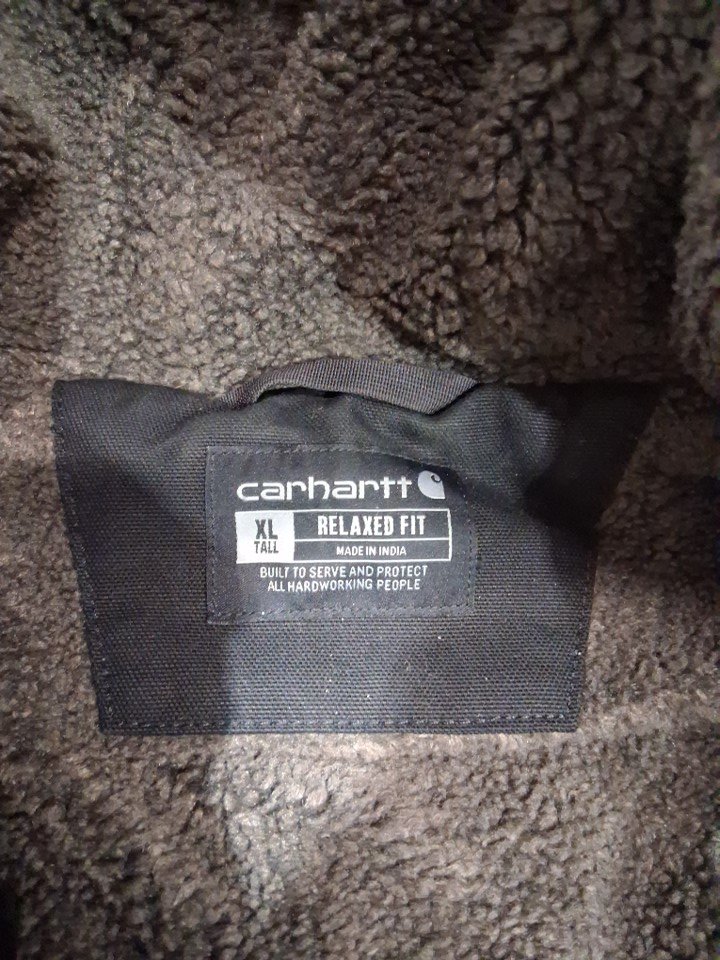 carhartt
XL
TALL
RELAXED FIT
MADE IN INDIA
BUILT TO SERVE AND PROTECT
ALL HARDWORKING PEOPLE